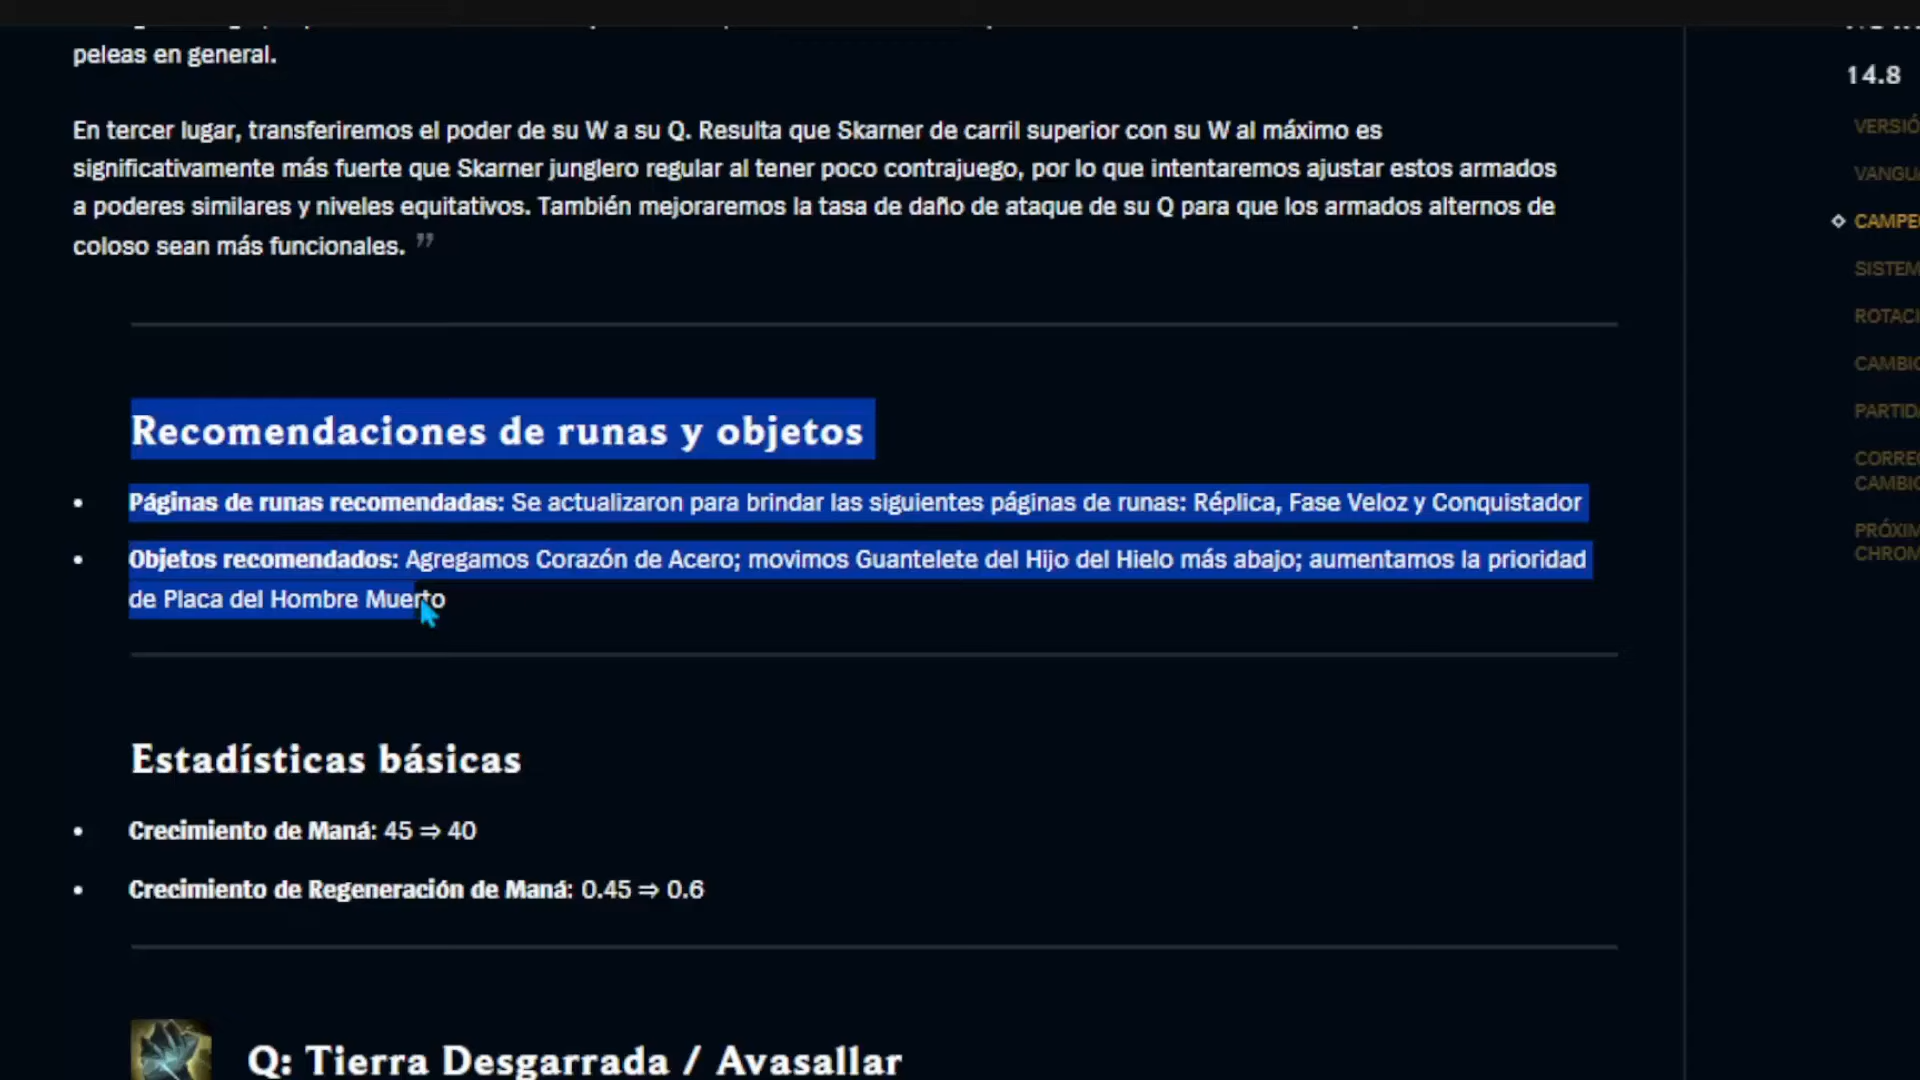 peleas en general.
En tercer lugar, transferiremos el poder de su W a su Q. Resulta que Skarner de carril superior con su W al máximo es
significativamente más fuerte que Skarner junglero regular al tener poco contrajuego, por lo que intentaremos ajustar estos armados
a poderes similares y niveles equitativos. También mejoraremos la tasa de daño de ataque de su Q para que los armados alternos de
coloso sean más funcionales. ”
Recomendaciones de runas y objetos
• Páginas de runas recomendadas: Se actualizaron para brindar las siguientes páginas de runas: Réplica, Fase Veloz y Conquistador
• Objetos recomendados: Agregamos Corazón de Acero; movimos Guantelete del Hijo del Hielo más abajo; aumentamos la prioridad
de Placa del Hombre Muerto
Estadísticas básicas
• Crecimiento de Maná: 45 ⇒ 40
• Crecimiento de Regeneración de Maná: 0.45 ⇒ 0.6
Q: Tierra Desgarrada / Avasallar
14.8
VERSIÓ
VANGU
CAMPE
SISTEM
ROTACI
CAMBIO
PARTIDA
CORREC
CAMBIO
PRÓXIM
CHROM